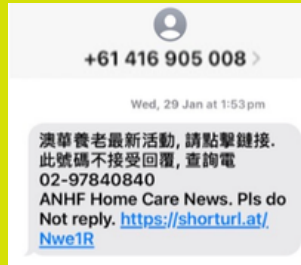 +61 416 905 008 >
Wed, 29 Jan at 1:53 pm
澳華養老最新活動, 請點擊鏈接.
此號碼不接受回覆, 查詢電
02-97840840
ANHF Home Care News. Pls do
Not reply. https://shorturl.at/
Nwe1R